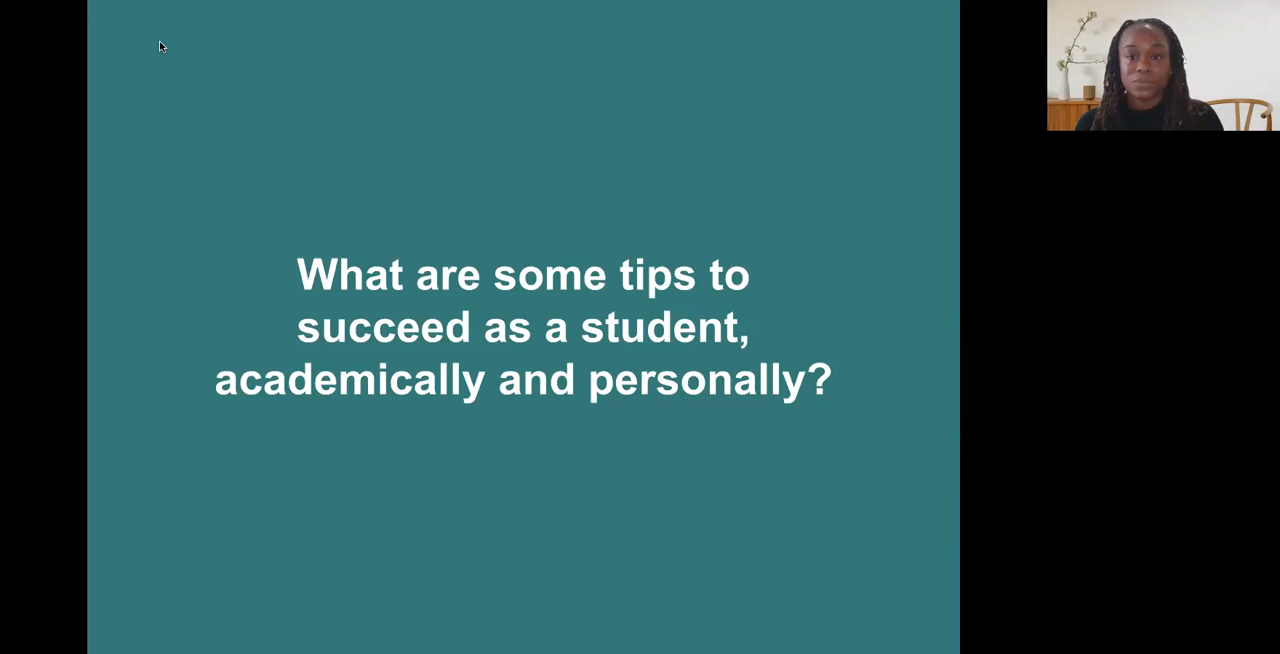 What are some tips to
succeed as a student,
academically and personally?